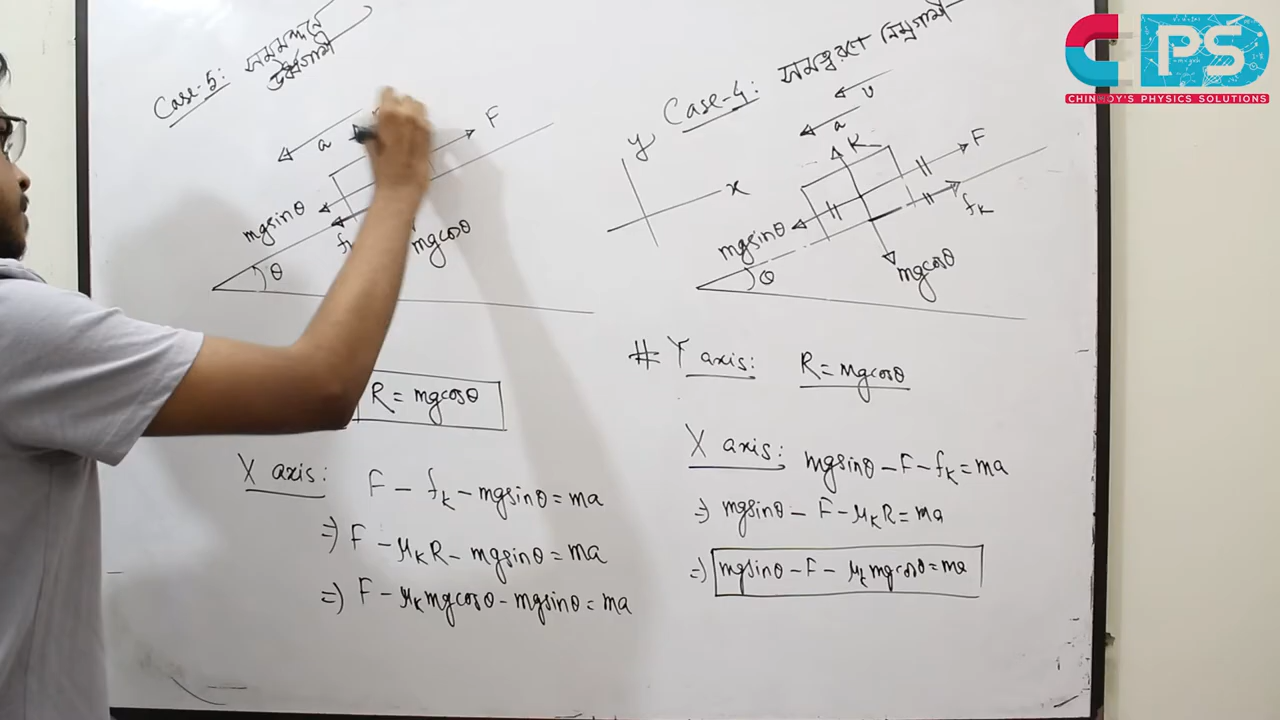 Case-5: সমমন্দনে
ঊর্ধ্বগামী
a
F
mgsinθ
mgcosθ
θ
R = mgcosθ
X axis: F - fₖ - mgsinθ = ma
⇒ F - μₖR - mgsinθ = ma
⇒ F - μₖmgcosθ - mgsinθ = ma
Case-4: সমত্বরণে নিম্নগামী
v
a
y
x
R
F
fₖ
mgsinθ
mgcosθ
θ
# Y axis: R = mgcosθ
X axis: mgsinθ - F - fₖ = ma
⇒ mgsinθ - F - μₖR = ma
⇒ mgsinθ - F - μₖmgcosθ = ma
CPS
CHINMOY'S PHYSICS SOLUTIONS